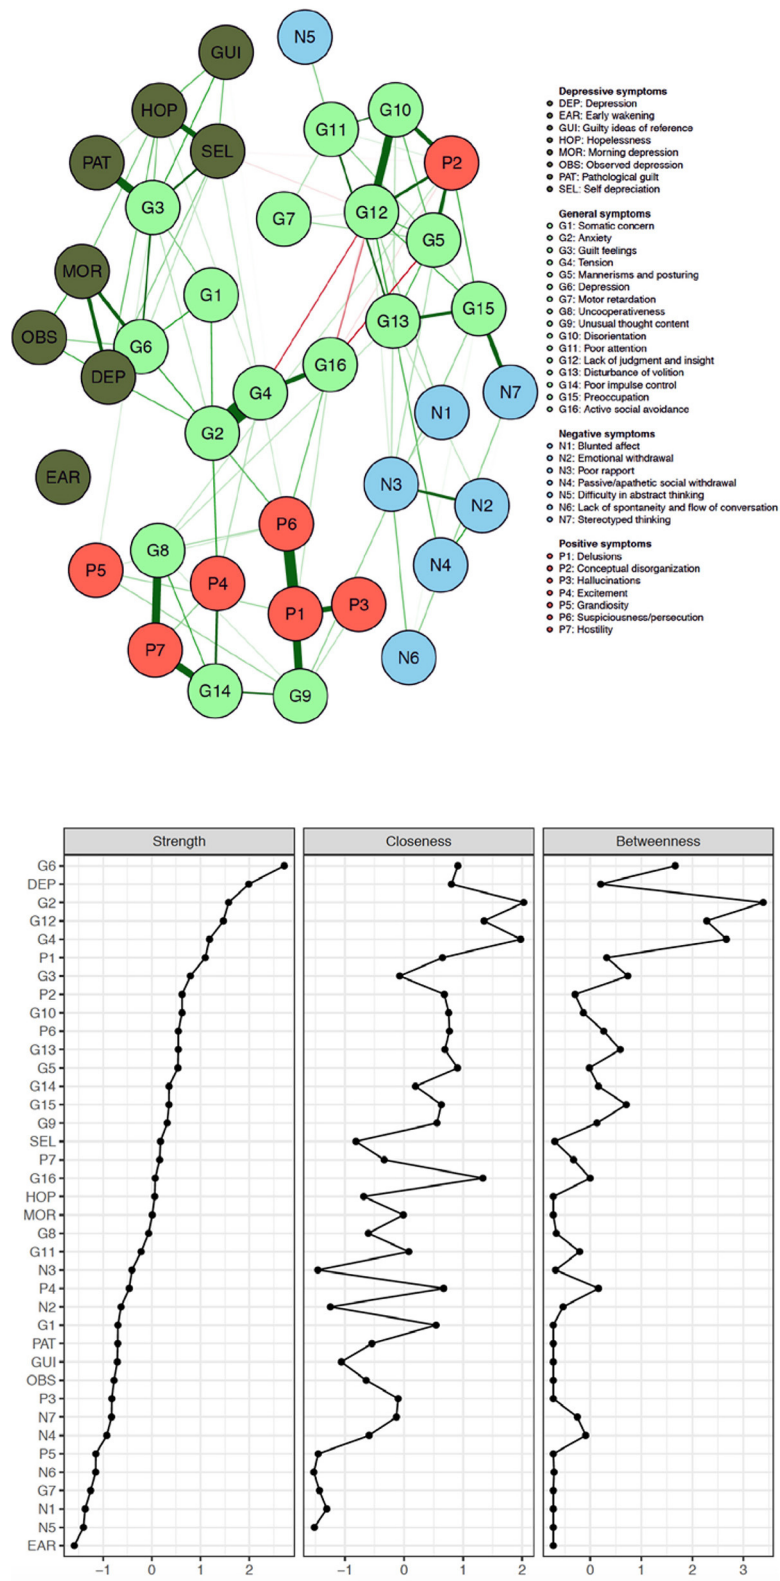 GUI
N5
HOP
G10
G11
SEL
PAT
P2
G3
G7
G12
G5
MOR
G1
G15
G13
OBS
G6
G16
DEP
G4
N7
N1
G2
EAR
N3
N2
P6
G8
P5
P4
N4
P1
P3
P7
N6
G14
G9
Depressive symptoms
DEP: Depression
EAR: Early wakening
GUI: Guilty ideas of reference
HOP: Hopelessness
MOR: Morning depression
OBS: Observed depression
PAT: Pathological guilt
SEL: Self depreciation
General symptoms
G1: Somatic concern
G2: Anxiety
G3: Guilt feelings
G4: Tension
G5: Mannerisms and posturing
G6: Depression
G7: Motor retardation
G8: Uncooperativeness
G9: Unusual thought content
G10: Disorientation
G11: Poor attention
G12: Lack of judgment and insight
G13: Disturbance of volition
G14: Poor impulse control
G15: Preoccupation
G16: Active social avoidance
Negative symptoms
N1: Blunted affect
N2: Emotional withdrawal
N3: Poor rapport
N4: Passive/apathetic social withdrawal
N5: Difficulty in abstract thinking
N6: Lack of spontaneity and flow of conversation
N7: Stereotyped thinking
Positive symptoms
P1: Delusions
P2: Conceptual disorganization
P3: Hallucinations
P4: Excitement
P5: Grandiosity
P6: Suspiciousness/persecution
P7: Hostility
Strength Closeness Betweenness
G6
DEP
G2
G12
G4
P1
G3
P2
G10
P6
G13
G5
G14
G15
G9
SEL
P7
G16
HOP
MOR
G8
G11
N3
P4
N2
G1
PAT
GUI
OBS
P3
N7
N4
P5
N6
G7
N1
N5
EAR
−1 0 1 2 −1 0 1 2 0 1 2 3